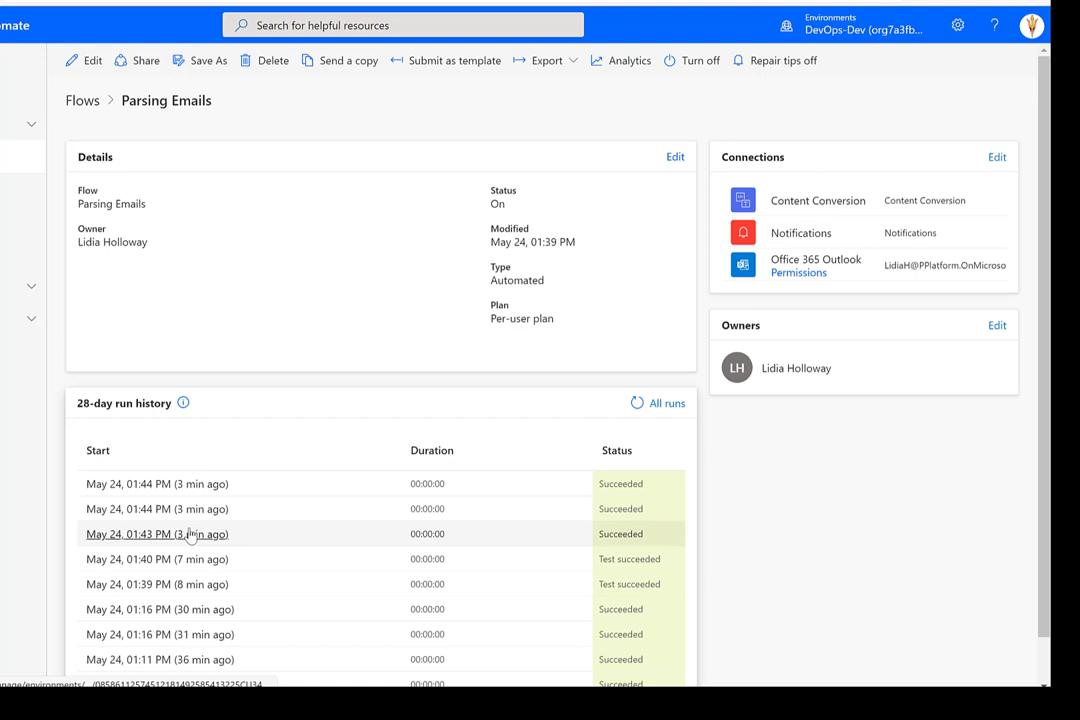 mate
Search for helpful resources
Environments
DevOps-Dev (org7a3fb...
?
Edit
Share
Save As
Delete
Send a copy
Submit as template
Export
Analytics
Turn off
Repair tips off
Flows > Parsing Emails
Details
Edit
Flow
Parsing Emails
Owner
Lidia Holloway
Status
On
Modified
May 24, 01:39 PM
Type
Automated
Plan
Per-user plan
Connections
Edit
Content Conversion Content Conversion
Notifications Notifications
Office 365 Outlook
Permissions
LidiaH@PPlatform.OnMicroso
Owners
Edit
LH
Lidia Holloway
28-day run history
All runs
Start Duration Status
May 24, 01:44 PM (3 min ago) 00:00:00 Succeeded
May 24, 01:44 PM (3 min ago) 00:00:00 Succeeded
May 24, 01:43 PM (3 min ago) 00:00:00 Succeeded
May 24, 01:40 PM (7 min ago) 00:00:00 Test succeeded
May 24, 01:39 PM (8 min ago) 00:00:00 Test succeeded
May 24, 01:16 PM (30 min ago) 00:00:00 Succeeded
May 24, 01:16 PM (31 min ago) 00:00:00 Succeeded
May 24, 01:11 PM (36 min ago) 00:00:00 Succeeded
00:00:00 Succeeded